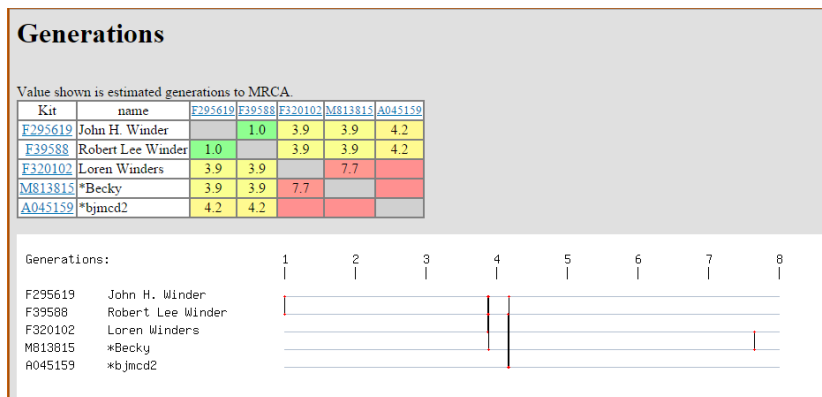 Generations
Value shown is estimated generations to MRCA.
Kit name F295619 F39588 F320102 M813815 A045159
F295619 John H. Winder 1.0 3.9 3.9 4.2
F39588 Robert Lee Winder 1.0 3.9 3.9 4.2
F320102 Loren Winders 3.9 3.9 7.7
M813815 *Becky 3.9 3.9 7.7
A045159 *bjmcd2 4.2 4.2
Generations: 1 2 3 4 5 6 7 8
F295619 John H. Winder
F39588 Robert Lee Winder
F320102 Loren Winders
M813815 *Becky
A045159 *bjmcd2